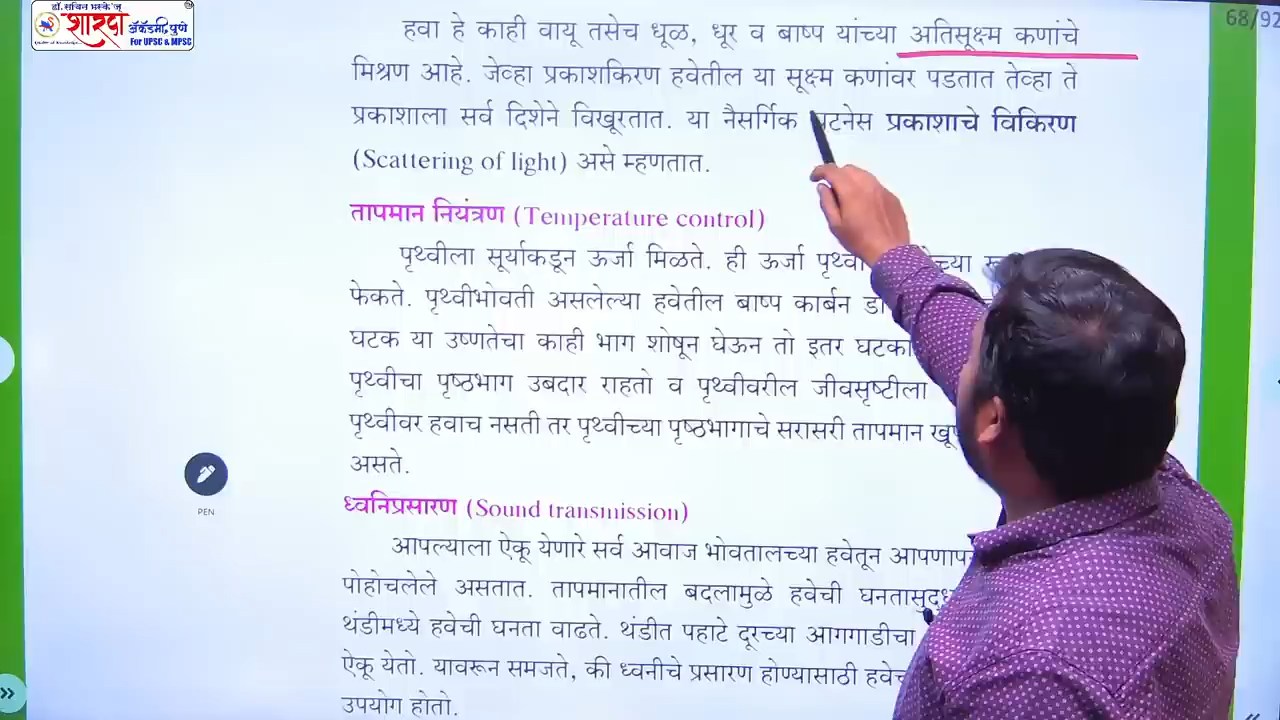 डॉ. सचिन भस्के'ज्
शारदा
ॲकॅडमी, पुणे
For UPSC & MPSC
68/92
हवा हे काही वायू तसेच धूळ, धूर व बाष्प यांच्या अतिसूक्ष्म कणांचे
मिश्रण आहे. जेव्हा प्रकाशकिरण हवेतील या सूक्ष्म कणांवर पडतात तेव्हा ते
प्रकाशाला सर्व दिशेने विखूरतात. या नैसर्गिक प्रकाशाचे विकिरण
(Scattering of light) असे म्हणतात.
तापमान नियंत्रण (Temperature control)
पृथ्वीला सूर्याकडून ऊर्जा मिळते. ही ऊर्जा
फेकते. पृथ्वीभोवती असलेल्या हवेतील बाष्प कार्बन
घटक या उष्णतेचा काही भाग शोषून घेऊन तो इतर
पृथ्वीचा पृष्ठभाग उबदार राहतो व पृथ्वीवरील जीवसृष्टीला
पृथ्वीवर हवाच नसती तर पृथ्वीच्या पृष्ठभागाचे सरासरी तापमान
असते.
ध्वनिप्रसारण (Sound transmission)
आपल्याला ऐकू येणारे सर्व आवाज भोवतालच्या हवेतून
पोहोचलेले असतात. तापमानातील बदलामुळे हवेची
थंडीमध्ये हवेची घनता वाढते. थंडीत पहाटे दूरच्या आगगाडीचा
ऐकू येतो. यावरून समजते, की ध्वनीचे प्रसारण होण्यासाठी
उपयोग होतो.
PEN